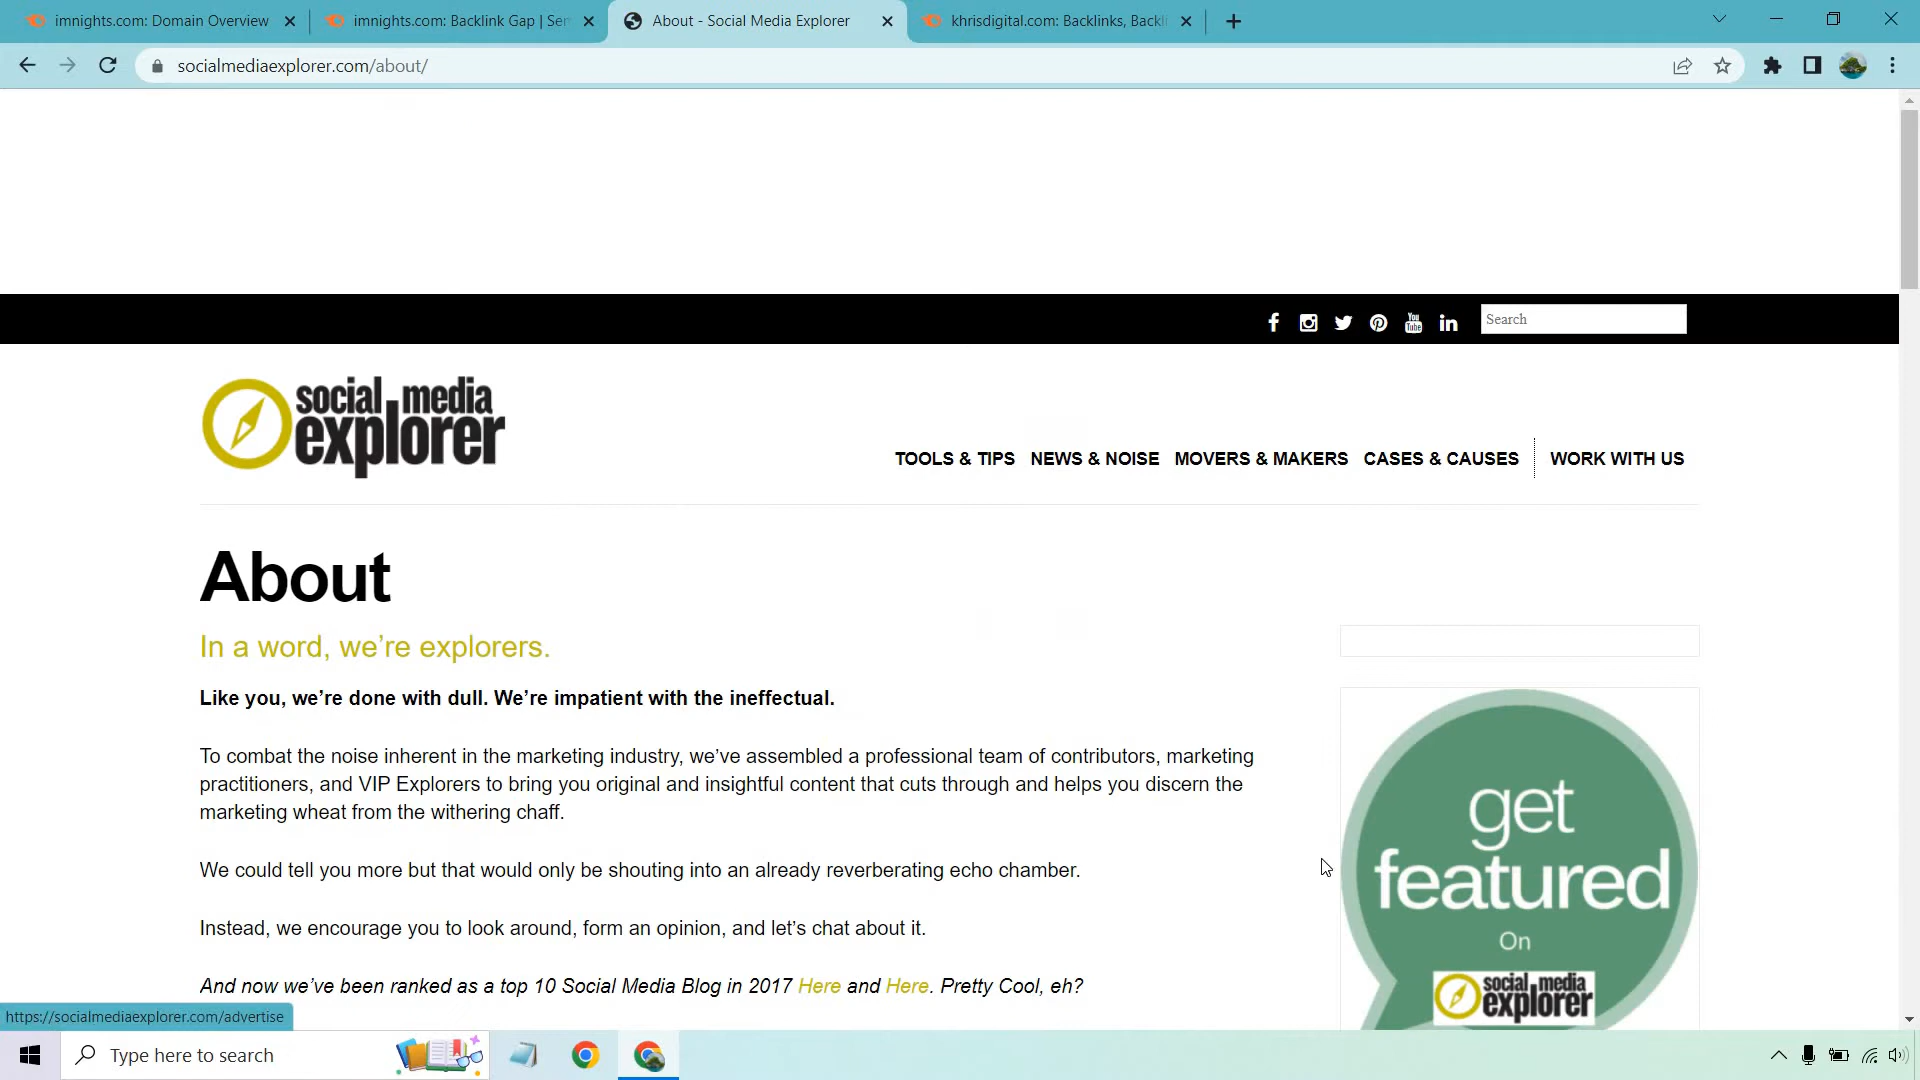 imnights.com: Domain Overview
imnights.com: Backlink Gap | Sem
About - Social Media Explorer
khrisdigital.com: Backlinks, Backli
socialmediaexplorer.com/about/
You Tube
in
Search
social media
explorer
TOOLS & TIPS NEWS & NOISE MOVERS & MAKERS CASES & CAUSES WORK WITH US
About
In a word, we’re explorers.
Like you, we’re done with dull. We’re impatient with the ineffectual.
To combat the noise inherent in the marketing industry, we’ve assembled a professional team of contributors, marketing
practitioners, and VIP Explorers to bring you original and insightful content that cuts through and helps you discern the
marketing wheat from the withering chaff.
We could tell you more but that would only be shouting into an already reverberating echo chamber.
Instead, we encourage you to look around, form an opinion, and let’s chat about it.
And now we’ve been ranked as a top 10 Social Media Blog in 2017 Here and Here. Pretty Cool, eh?
get
featured
On
social media
explorer
https://socialmediaexplorer.com/advertise
Type here to search